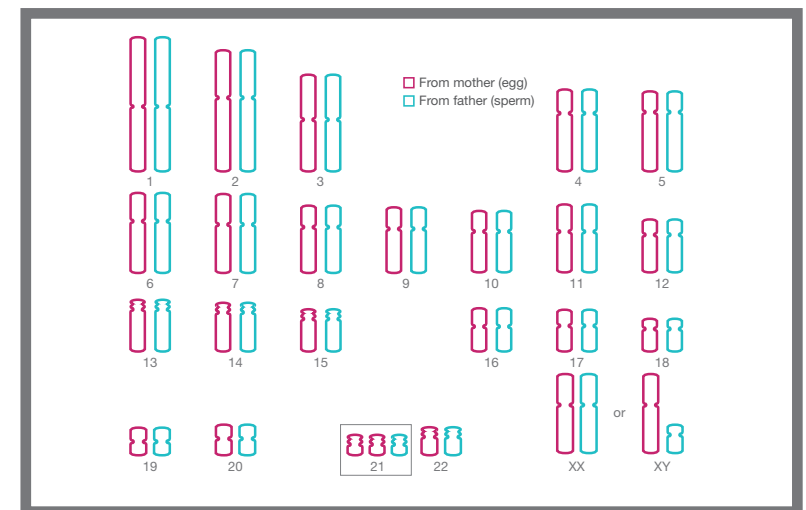 From mother (egg)
From father (sperm)
1 2 3 4 5
6 7 8 9 10 11 12
13 14 15 16 17 18
or
19 20 21 22 XX XY